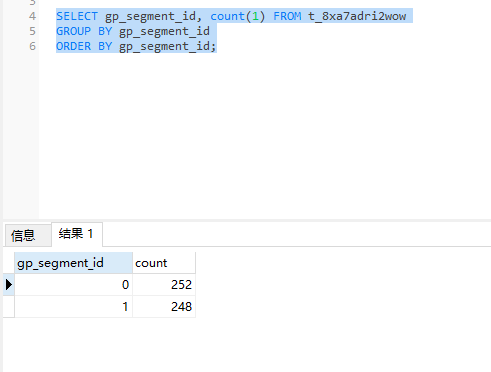 4 SELECT gp_segment_id, count(1) FROM t_8xa7adri2wow
5 GROUP BY gp_segment_id
6 ORDER BY gp_segment_id;
信息 结果 1
gp_segment_id count
0 252
1 248